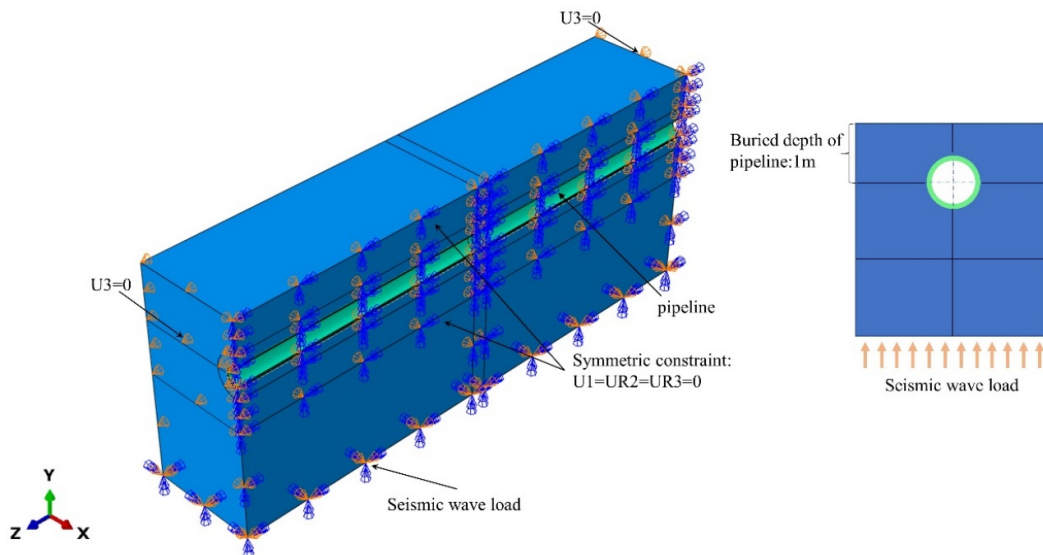 U3=0
Buried depth of
pipeline:1m
U3=0
pipeline
Symmetric constraint:
U1=UR2=UR3=0
Seismic wave load
Seismic wave load
Y
Z
X